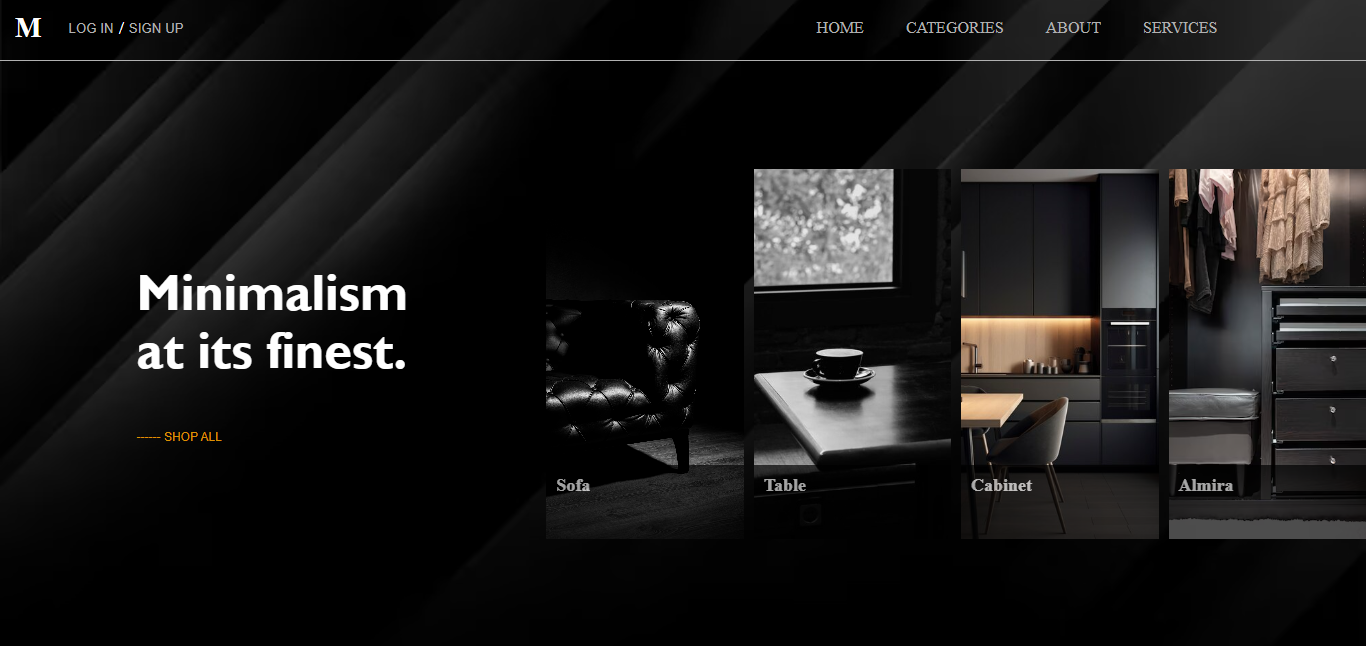 M LOG IN / SIGN UP HOME CATEGORIES ABOUT SERVICES
Minimalism
at its finest.
------ SHOP ALL
Sofa Table Cabinet Almira